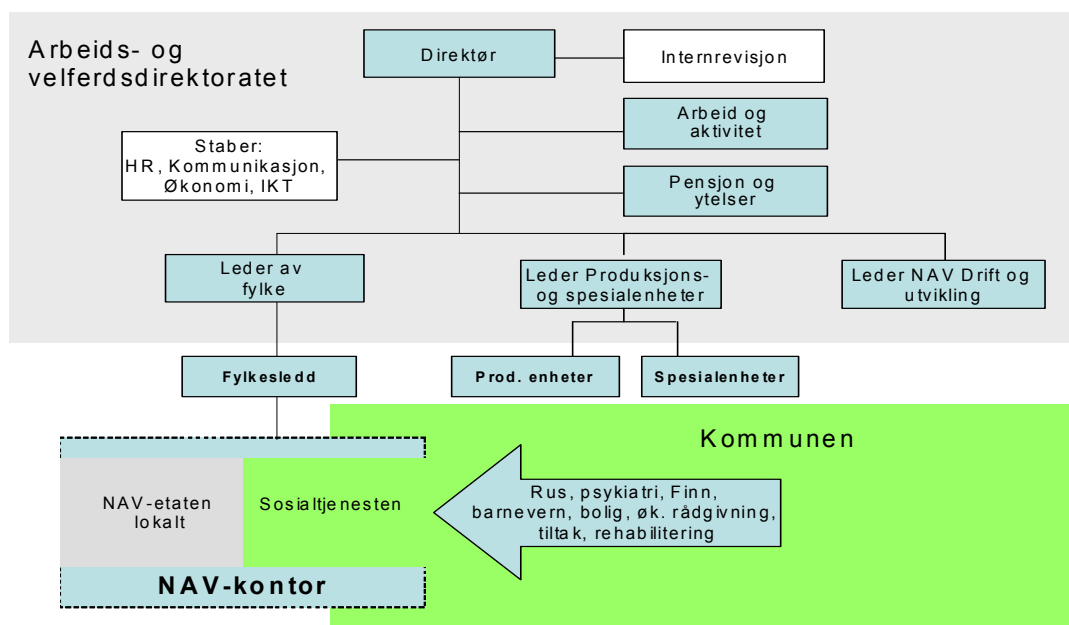 Arbeids- og
velferdsdirektoratet
Direktør
Internrevisjon
Arbeid og
aktivitet
Staber:
HR, Kommunikasjon,
Økonomi, IKT
Pensjon og
ytelser
Leder av
fylke
Leder Produksjons-
og spesialenheter
Leder NAV Drift og
utvikling
Fylkesledd
Prod. enheter
Spesialenheter
Kommunen
NAV-etaten
lokalt
Sosialtjenesten
Rus, psykiatri, Finn,
barnevern, bolig, øk. rådgivning,
tiltak, rehabilitering
NAV-kontor